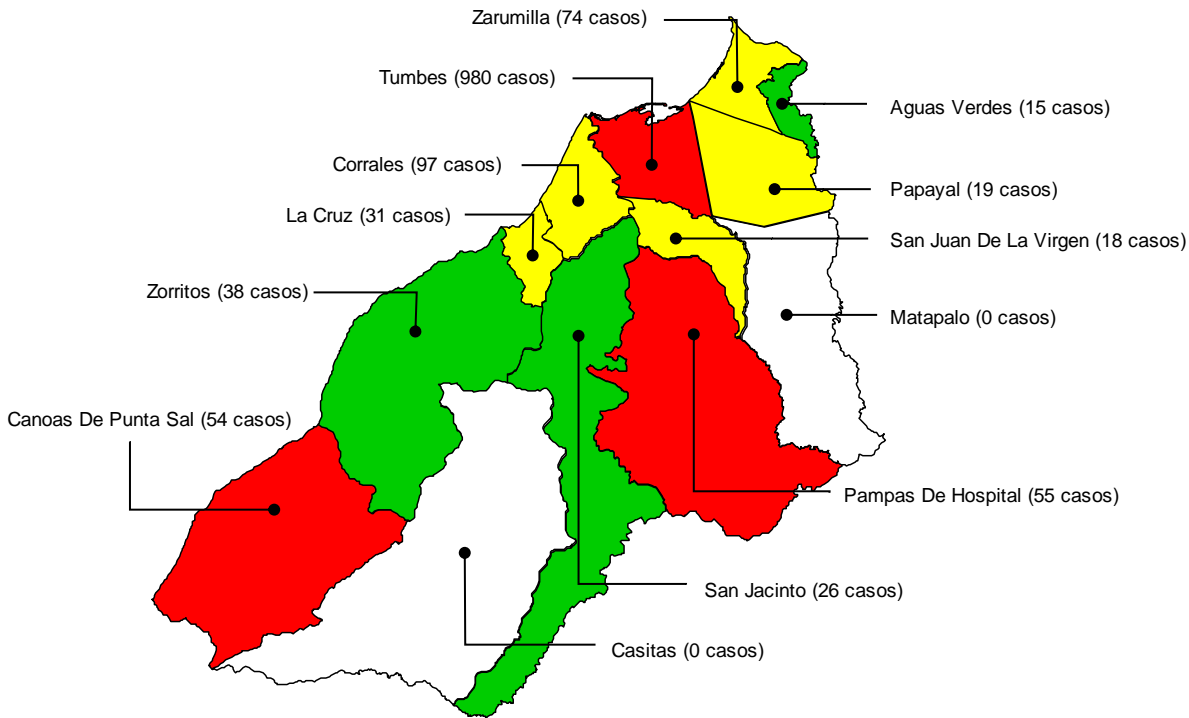 Zarumilla (74 casos)
Tumbes (980 casos)
Aguas Verdes (15 casos)
Corrales (97 casos)
Papayal (19 casos)
La Cruz (31 casos)
San Juan De La Virgen (18 casos)
Zorritos (38 casos)
Matapalo (0 casos)
Canoas De Punta Sal (54 casos)
Pampas De Hospital (55 casos)
San Jacinto (26 casos)
Casitas (0 casos)